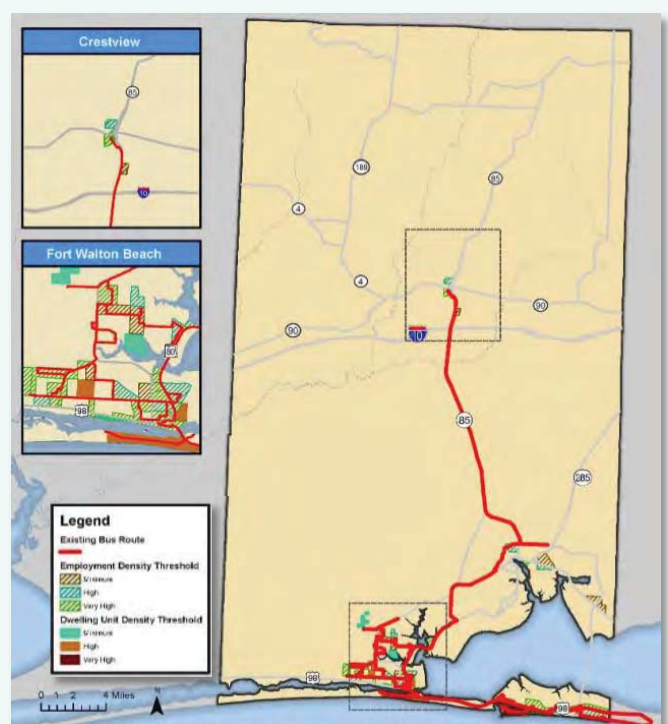 Crestview
85
10
Fort Walton Beach
80
98
Legend
Existing Bus Route
Employment Density Threshold
Minimum
High
Very High
Dwelling Unit Density Threshold
Minimum
High
Very High
0 1 2 4 Miles
N
189
85
4
4
90
90
10
85
285
98
98